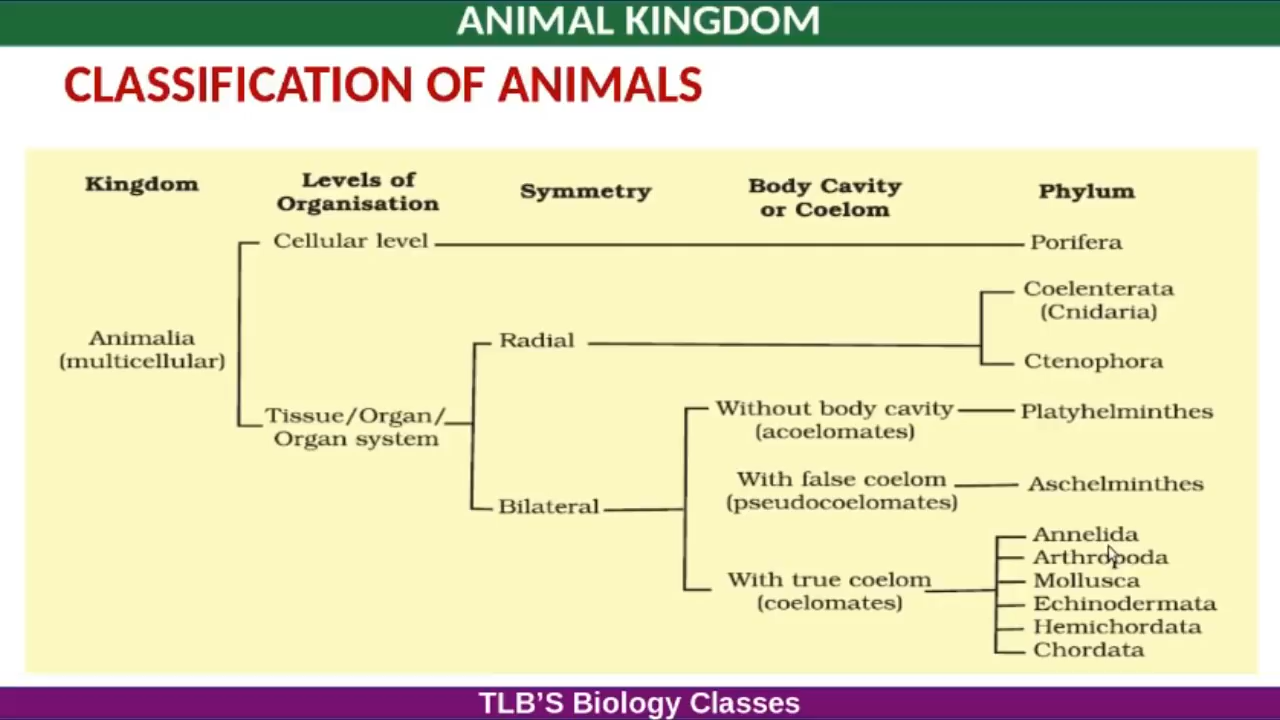 ANIMAL KINGDOM
CLASSIFICATION OF ANIMALS
Kingdom
Levels of
Organisation
Symmetry
Body Cavity
or Coelom
Phylum
Cellular level
Porifera
Animalia
(multicellular)
Tissue/Organ/
Organ system
Radial
Coelenterata
(Cnidaria)
Ctenophora
Bilateral
Without body cavity
(acoelomates)
Platyhelminthes
With false coelom
(pseudocoelomates)
Aschelminthes
With true coelom
(coelomates)
Annelida
Arthropoda
Mollusca
Echinodermata
Hemichordata
Chordata
TLB'S Biology Classes